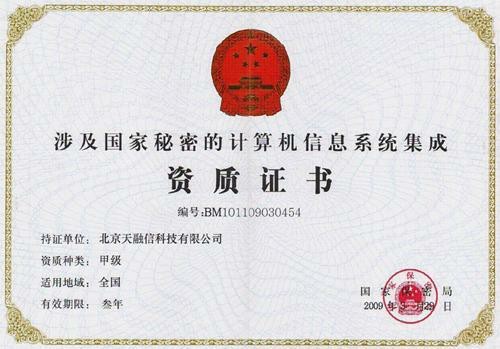 涉及国家秘密的计算机信息系统集成
资质证书
编号:BM101109030454
持证单位: 北京天融信科技有限公司
资质种类: 甲级
适用地域: 全国
有效期限: 叁年
国家保密局
2009年 月29日